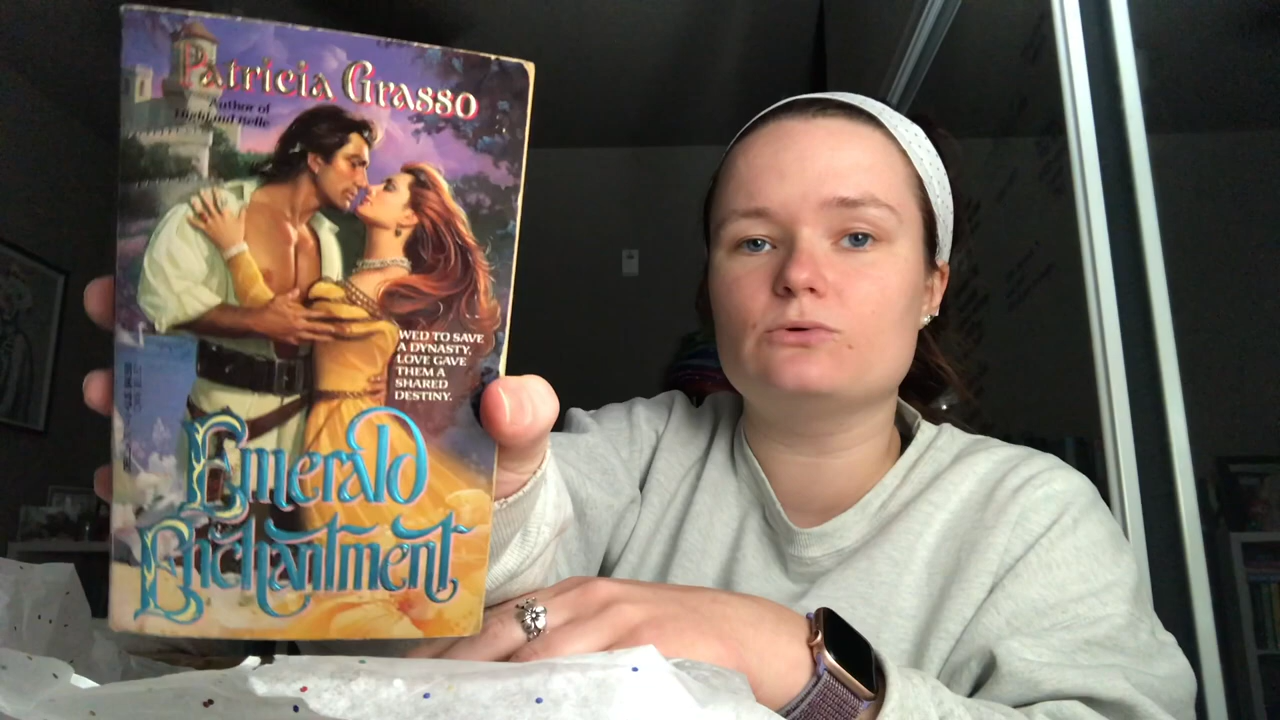 Patricia Grasso
Author of
Highland Belle
WED TO SAVE
A DYNASTY,
LOVE GAVE
THEM A
SHARED
DESTINY.
Emerald
Enchantment